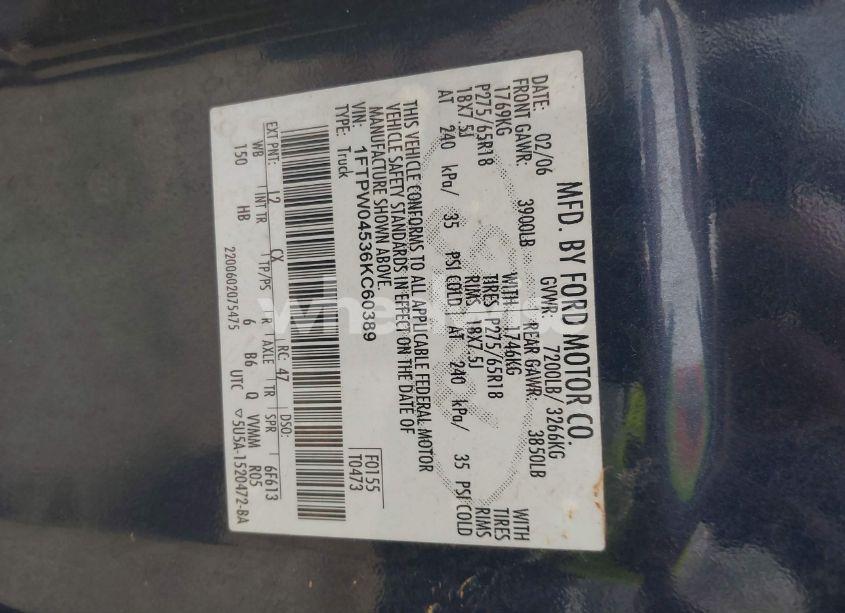 MFD. BY FORD MOTOR CO.
DATE: 02/06 GVWR: 7200LB/ 3266KG
FRONT GAWR: 3900LB REAR GAWR: 3850LB
1769KG WITH 1746KG WITH
P275/65R18 TIRES P275/65R18 TIRES
18X7.5J RIMS 18X7.5J RIMS
AT 240 kPa/ 35 PSI COLD AT 240 kPa/ 35 PSI COLD
THIS VEHICLE CONFORMS TO ALL APPLICABLE FEDERAL MOTOR
VEHICLE SAFETY STANDARDS IN EFFECT ON THE DATE OF
MANUFACTURE SHOWN ABOVE.
VIN: 1FTPW04536KC60389 F0155
TYPE: Truck T0473
EXT PNT: L2 CX RC: 47 DSO: 6F613
WB INT TR TP/PS R AXLE TR SPR
150 HB 6 B6 Q VVMM R05
2200602075475 UTC ▽5U5A-1520472-BA